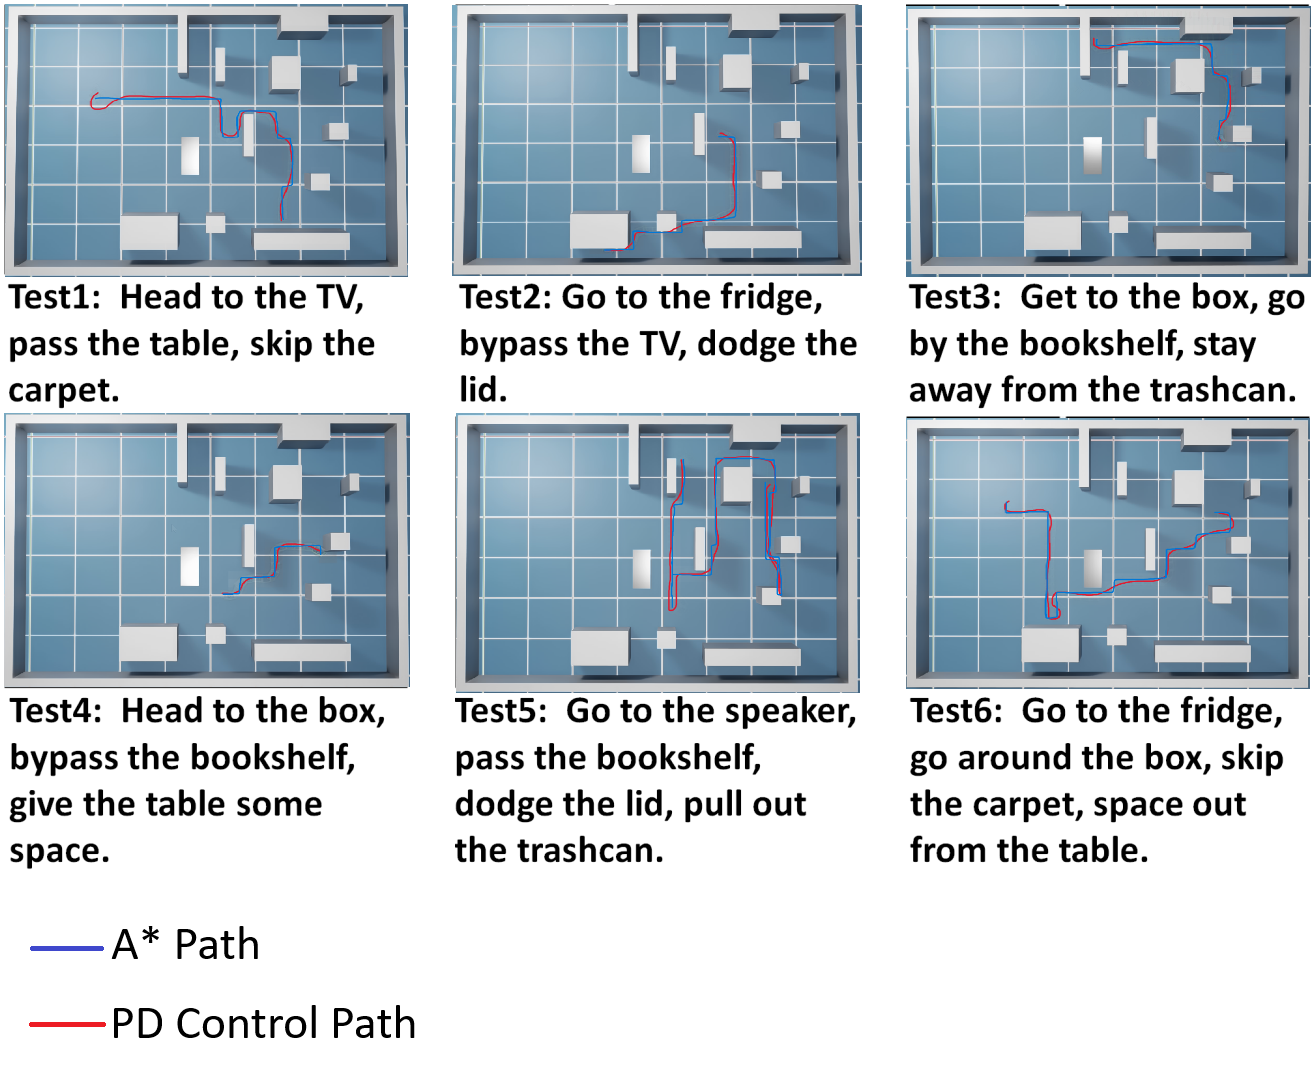 Test1:  Head to the TV,
pass the table, skip the
carpet.
Test2: Go to the fridge,
bypass the TV, dodge the
lid.
Test3:  Get to the box, go
by the bookshelf, stay
away from the trashcan.
Test4:  Head to the box,
bypass the bookshelf,
give the table some
space.
Test5:  Go to the speaker,
pass the bookshelf,
dodge the lid, pull out
the trashcan.
Test6:  Go to the fridge,
go around the box, skip
the carpet, space out
from the table.
A* Path
PD Control Path